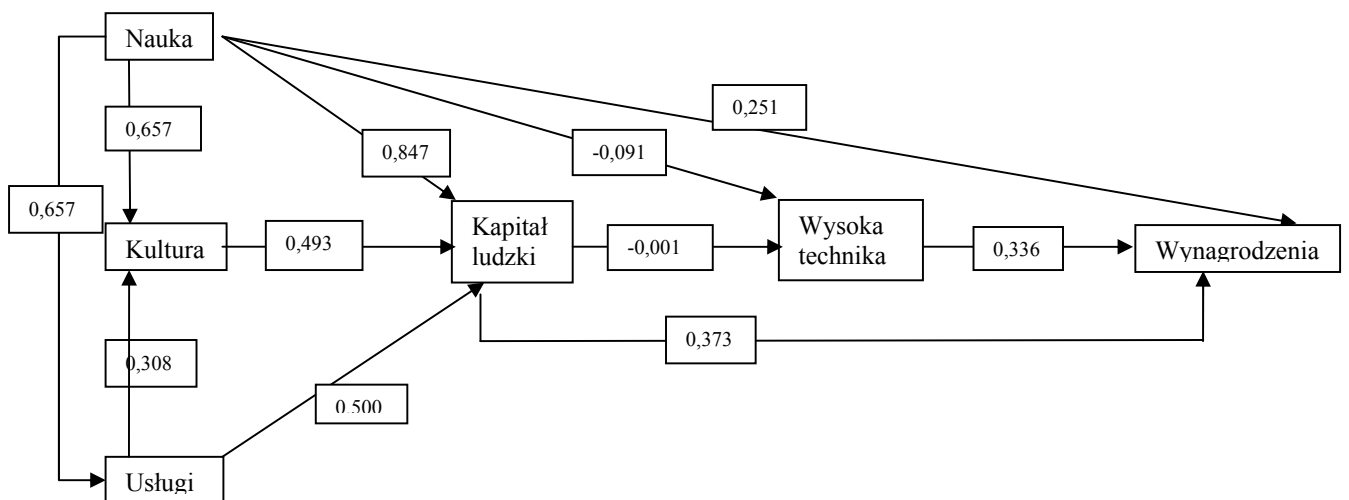 Nauka
0,251
0,657
0,847
-0,091
0,657
Kultura
0,493
Kapitał
ludzki
-0,001
Wysoka
technika
0,336
Wynagrodzenia
0,308
0,373
0,500
Usługi